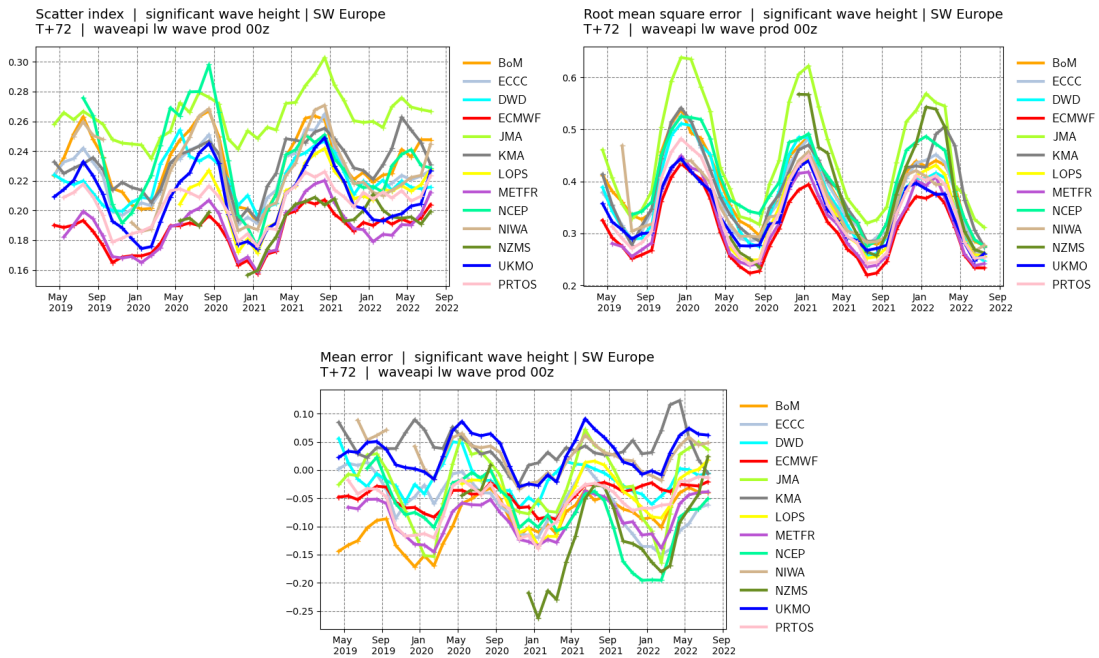 Scatter index | significant wave height | SW Europe
T+72 | waveapi lw wave prod 00z
0.30
0.28
0.26
0.24
0.22
0.20
0.18
0.16
May 2019
Sep 2019
Jan 2020
May 2020
Sep 2020
Jan 2021
May 2021
Sep 2021
Jan 2022
May 2022
Sep 2022
BoM
ECCC
DWD
ECMWF
JMA
KMA
LOPS
METFR
NCEP
NIWA
NZMS
UKMO
PRTOS
Root mean square error | significant wave height | SW Europe
T+72 | waveapi lw wave prod 00z
0.6
0.5
0.4
0.3
0.2
May 2019
Sep 2019
Jan 2020
May 2020
Sep 2020
Jan 2021
May 2021
Sep 2021
Jan 2022
May 2022
Sep 2022
BoM
ECCC
DWD
ECMWF
JMA
KMA
LOPS
METFR
NCEP
NIWA
NZMS
UKMO
PRTOS
Mean error | significant wave height | SW Europe
T+72 | waveapi lw wave prod 00z
0.10
0.05
0.00
−0.05
−0.10
−0.15
−0.20
−0.25
May 2019
Sep 2019
Jan 2020
May 2020
Sep 2020
Jan 2021
May 2021
Sep 2021
Jan 2022
May 2022
Sep 2022
BoM
ECCC
DWD
ECMWF
JMA
KMA
LOPS
METFR
NCEP
NIWA
NZMS
UKMO
PRTOS